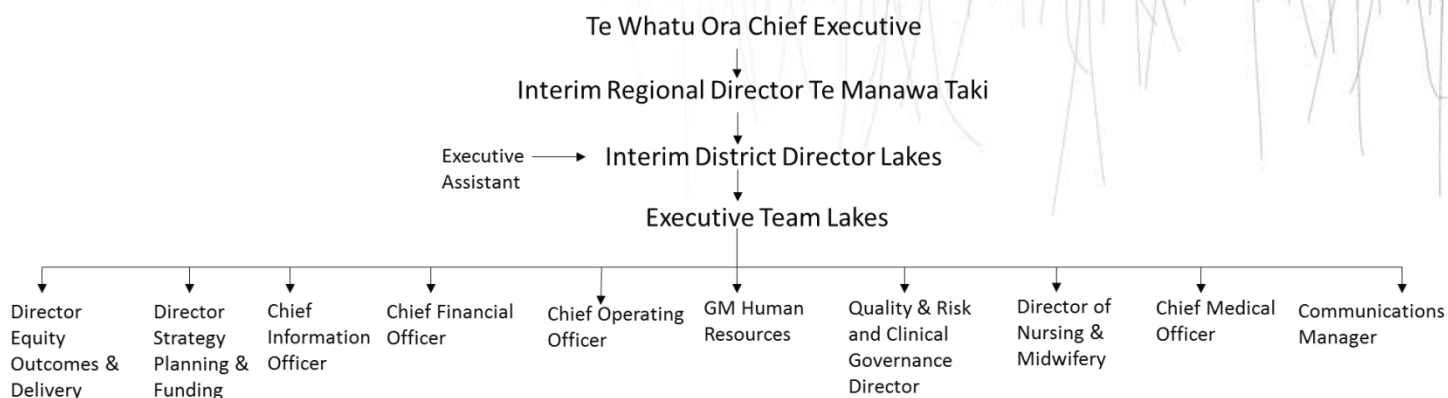 Te Whatu Ora Chief Executive
Interim Regional Director Te Manawa Taki
Executive
Assistant
Interim District Director Lakes
Executive Team Lakes
Director
Equity
Outcomes &
Delivery
Director
Strategy
Planning &
Funding
Chief
Information
Officer
Chief Financial
Officer
Chief Operating
Officer
GM Human
Resources
Quality & Risk
and Clinical
Governance
Director
Director of
Nursing &
Midwifery
Chief Medical
Officer
Communications
Manager